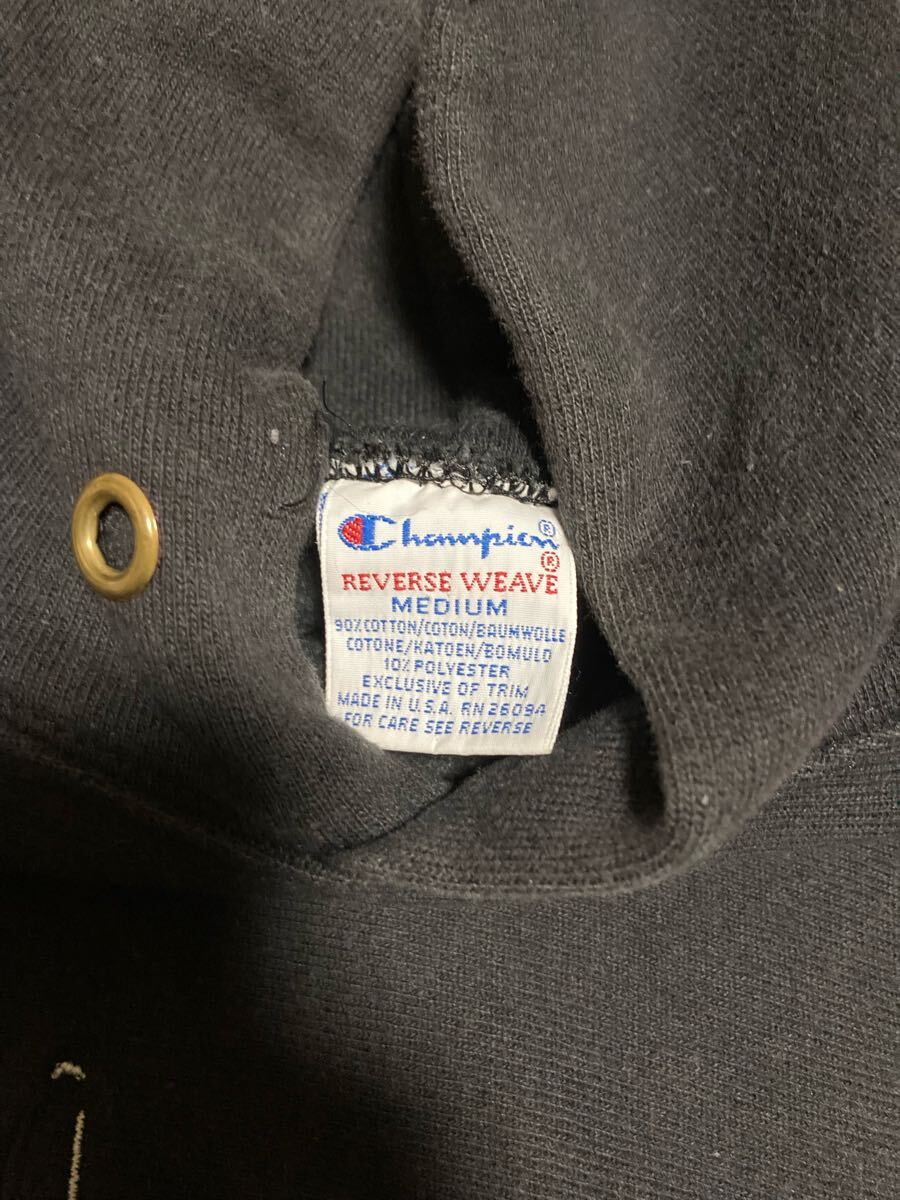 Champion®
REVERSE WEAVE®
MEDIUM
90% COTTON/COTON/BAUMWOLLE
COTONE/KATOEN/BOMULD
10% POLYESTER
EXCLUSIVE OF TRIM
MADE IN U.S.A. RN 26094
FOR CARE SEE REVERSE